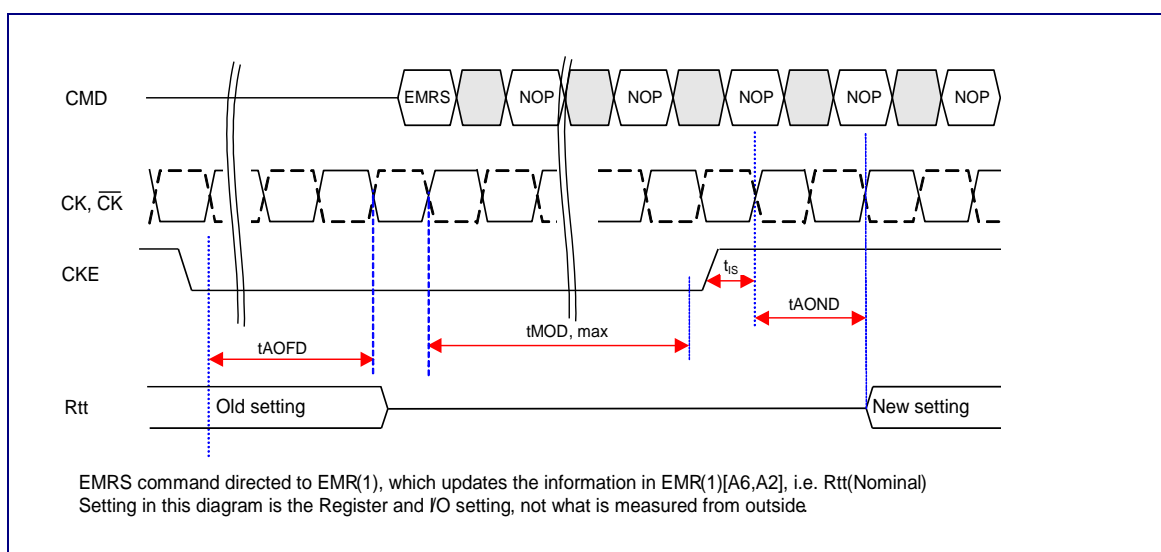 CMD
EMRS NOP NOP NOP NOP NOP
CK, CK
CKE
tIS
tAOND
tMOD, max
tAOFD
Rtt
Old setting
New setting
EMRS command directed to EMR(1), which updates the information in EMR(1)[A6,A2], i.e. Rtt(Nominal)
Setting in this diagram is the Register and I/O setting, not what is measured from outside.